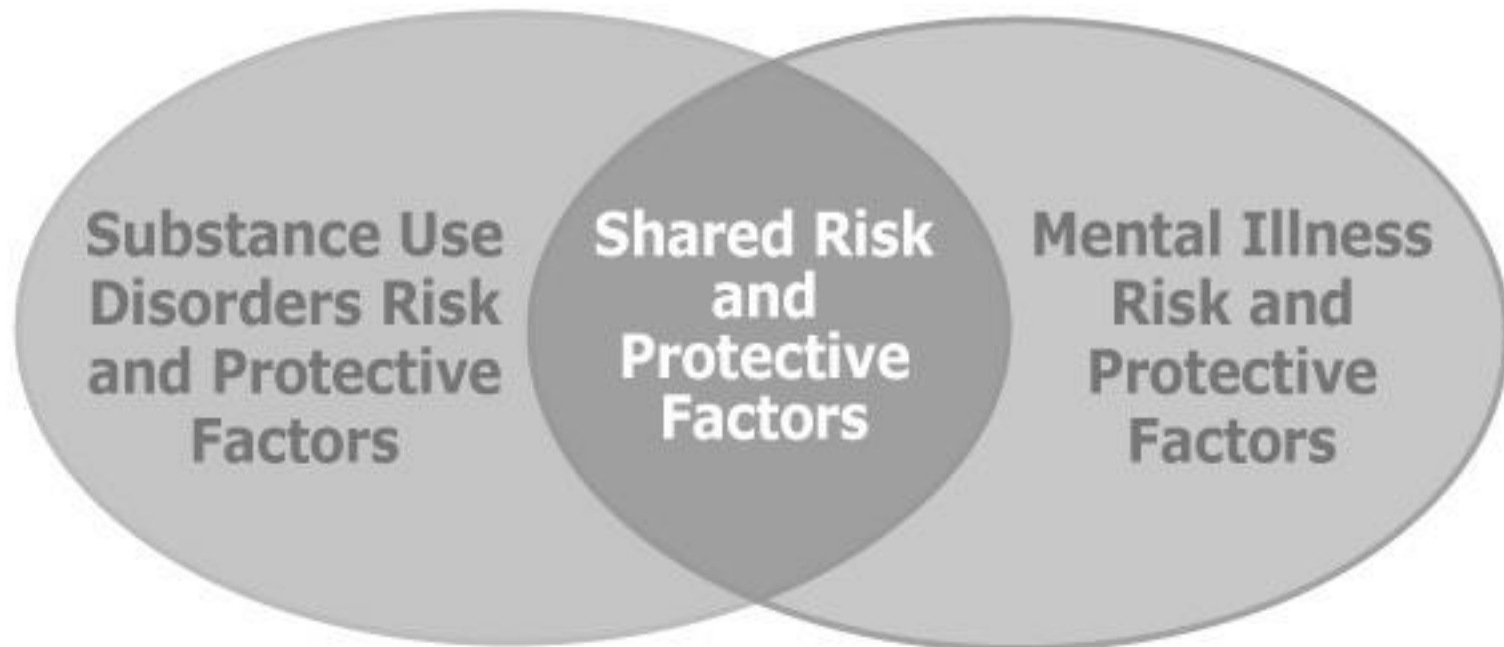 Substance Use
Disorders Risk
and Protective
Factors
Shared Risk
and
Protective
Factors
Mental Illness
Risk and
Protective
Factors